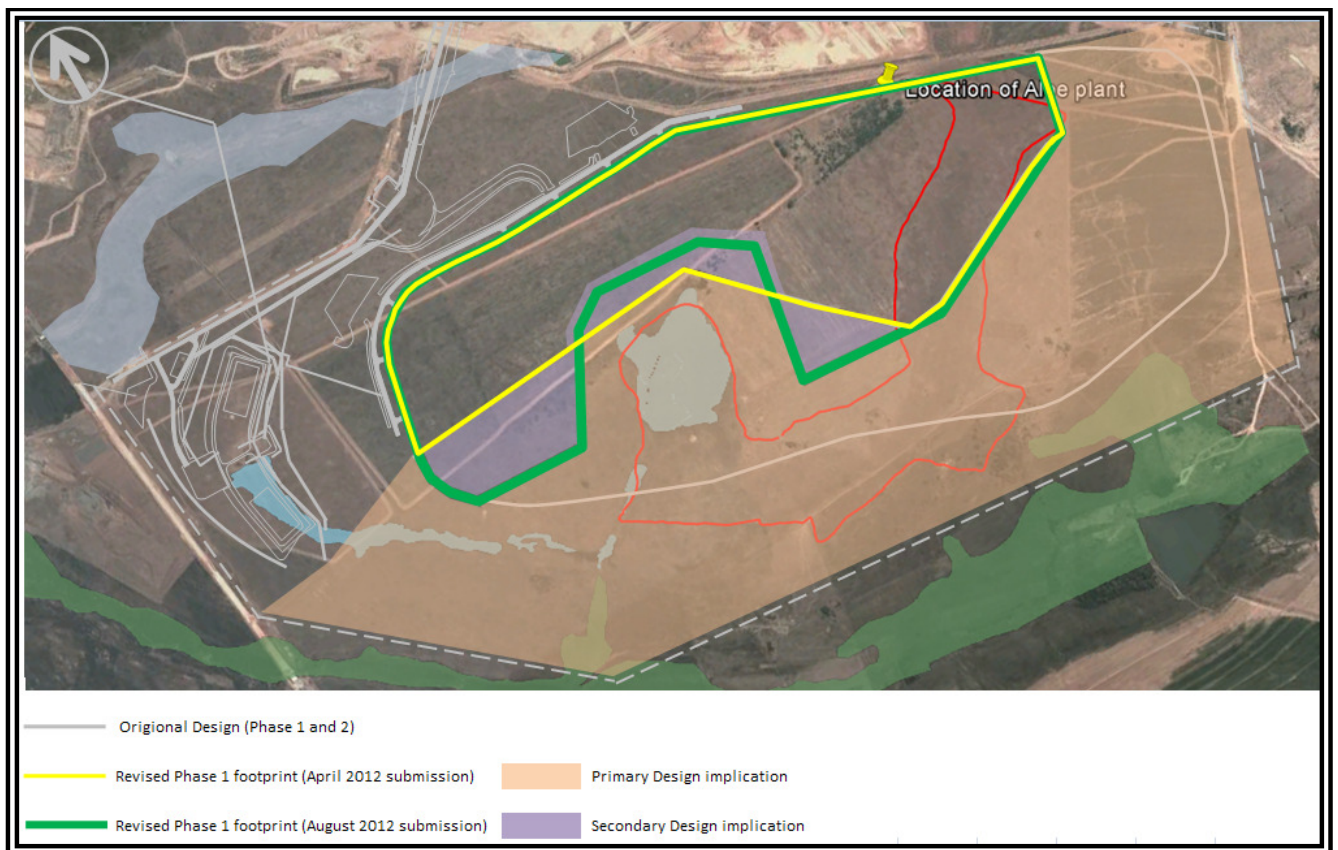 Location of Aloe plant
Origional Design (Phase 1 and 2)
Revised Phase 1 footprint (April 2012 submission)
Primary Design implication
Revised Phase 1 footprint (August 2012 submission)
Secondary Design implication